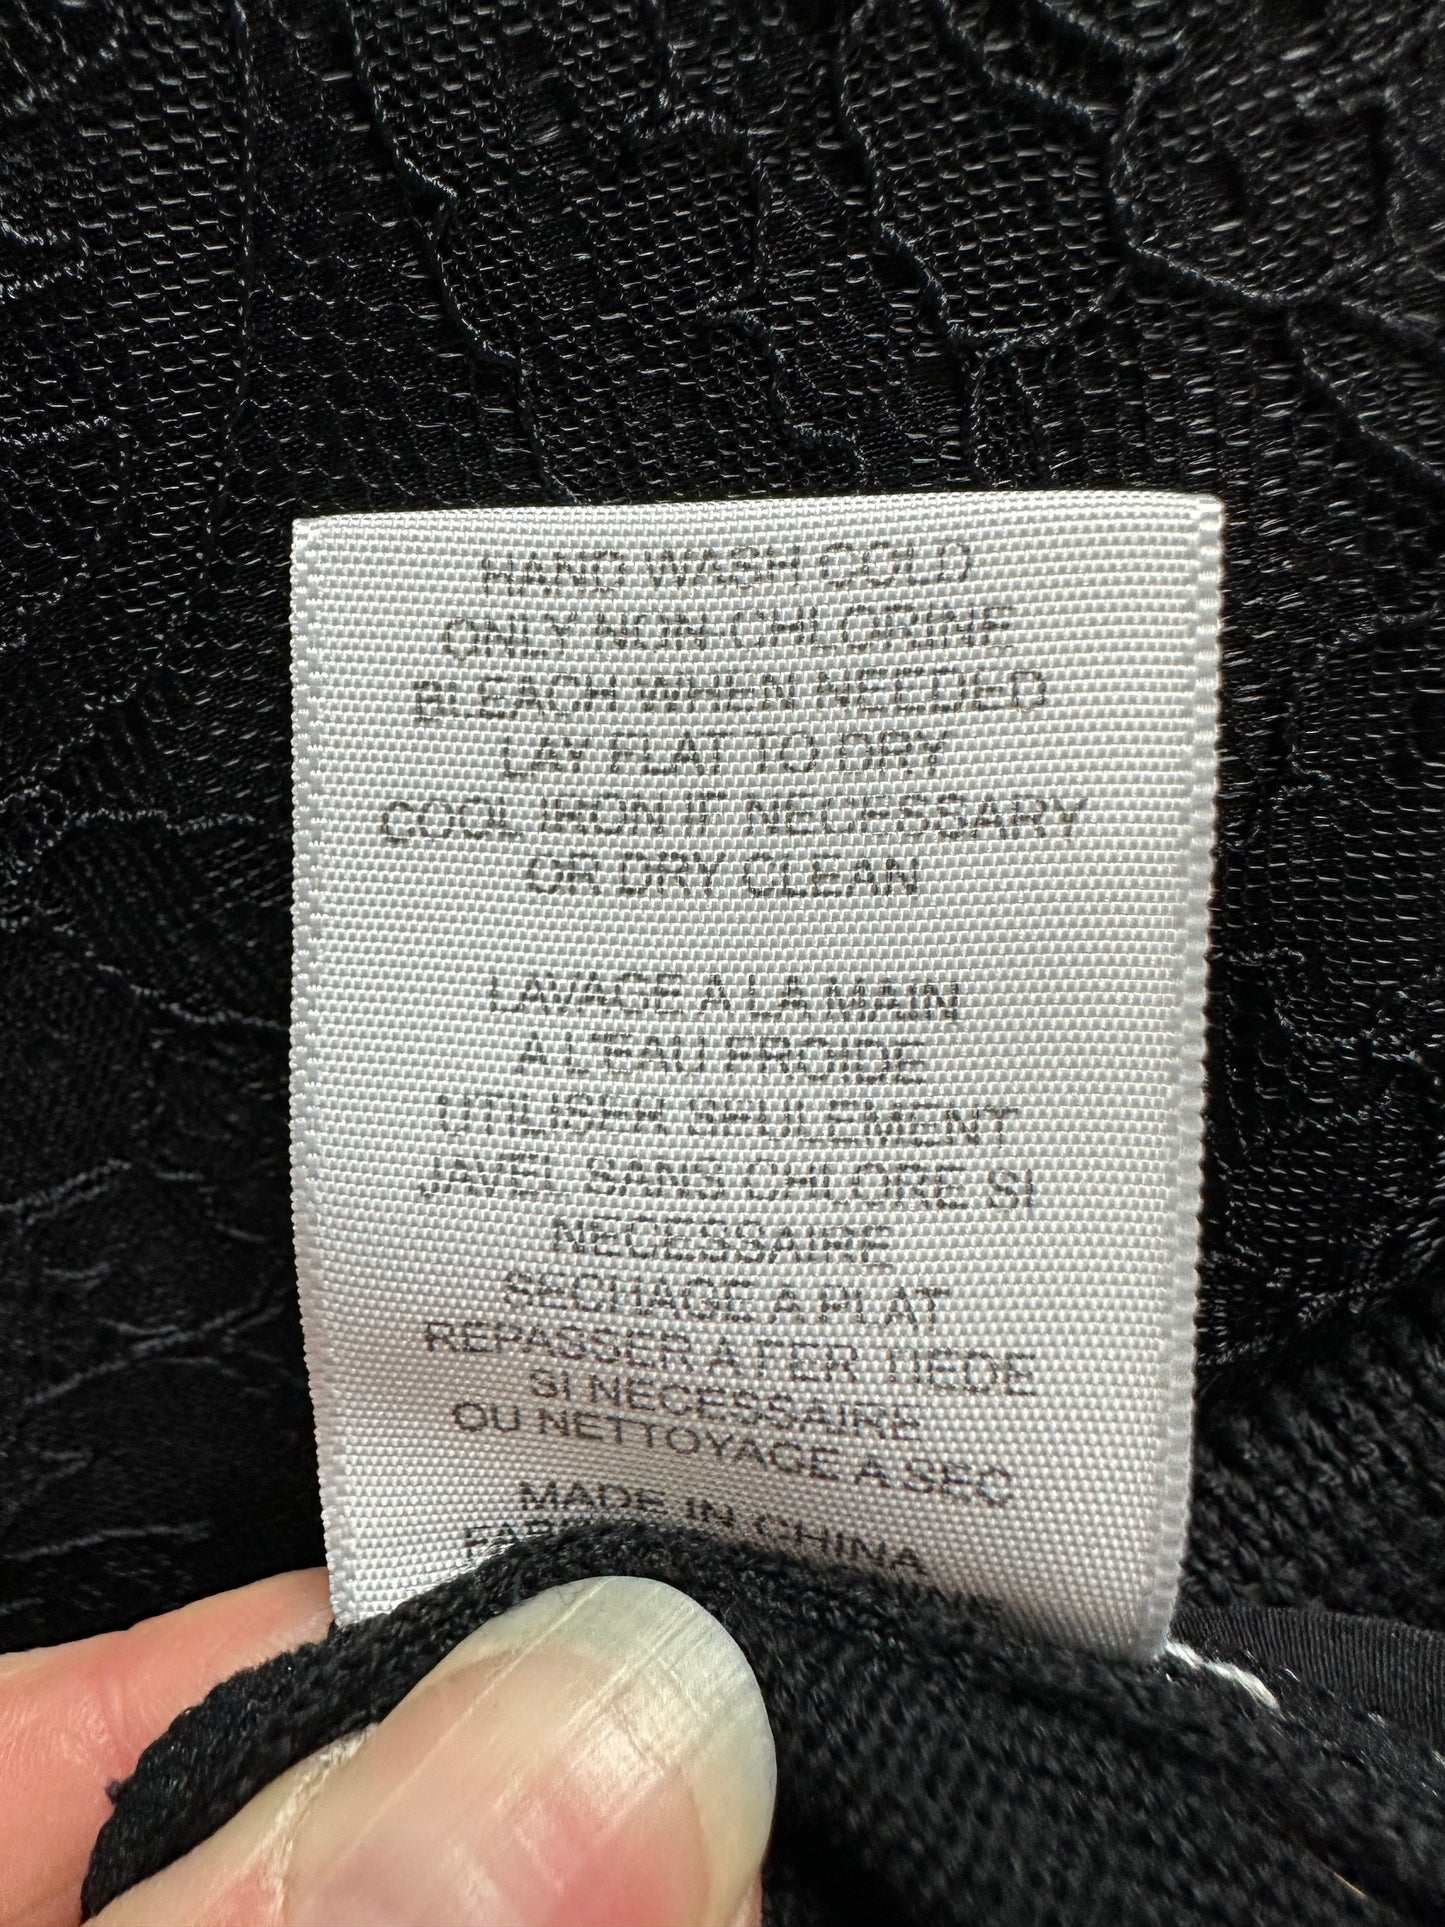 HAND WASH COLD
ONLY NON-CHLORINE
BLEACH WHEN NEEDED
LAY FLAT TO DRY
COOL IRON IF NECESSARY
OR DRY CLEAN
LAVAGE A LA MAIN
A L'EAU FROIDE
UTILISER SEULEMENT
JAVEL SANS CHLORE SI
NECESSAIRE
SECHAGE A PLAT
REPASSER A FER TIEDE
SI NECESSAIRE
OU NETTOYAGE A SEC
MADE IN CHINA